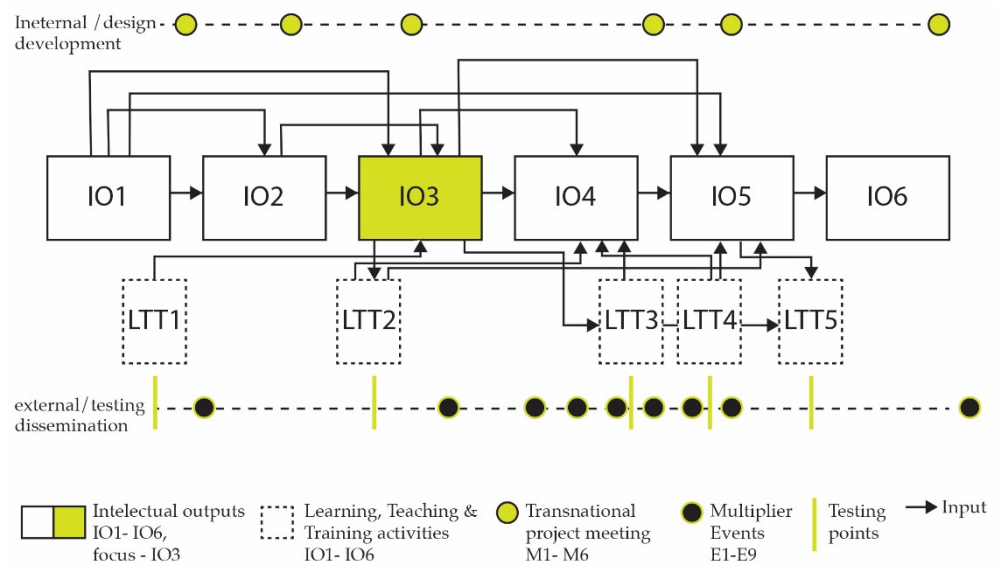 Ineternal / design
development
IO1
IO2
IO3
IO4
IO5
IO6
LTT1
LTT2
LTT3
LTT4
LTT5
external/testing
dissemination
Intelectual outputs
IO1- IO6,
focus - IO3
Learning, Teaching &
Training activities
IO1- IO6
Transnational
project meeting
M1- M6
Multiplier
Events
E1-E9
Testing
points
Input